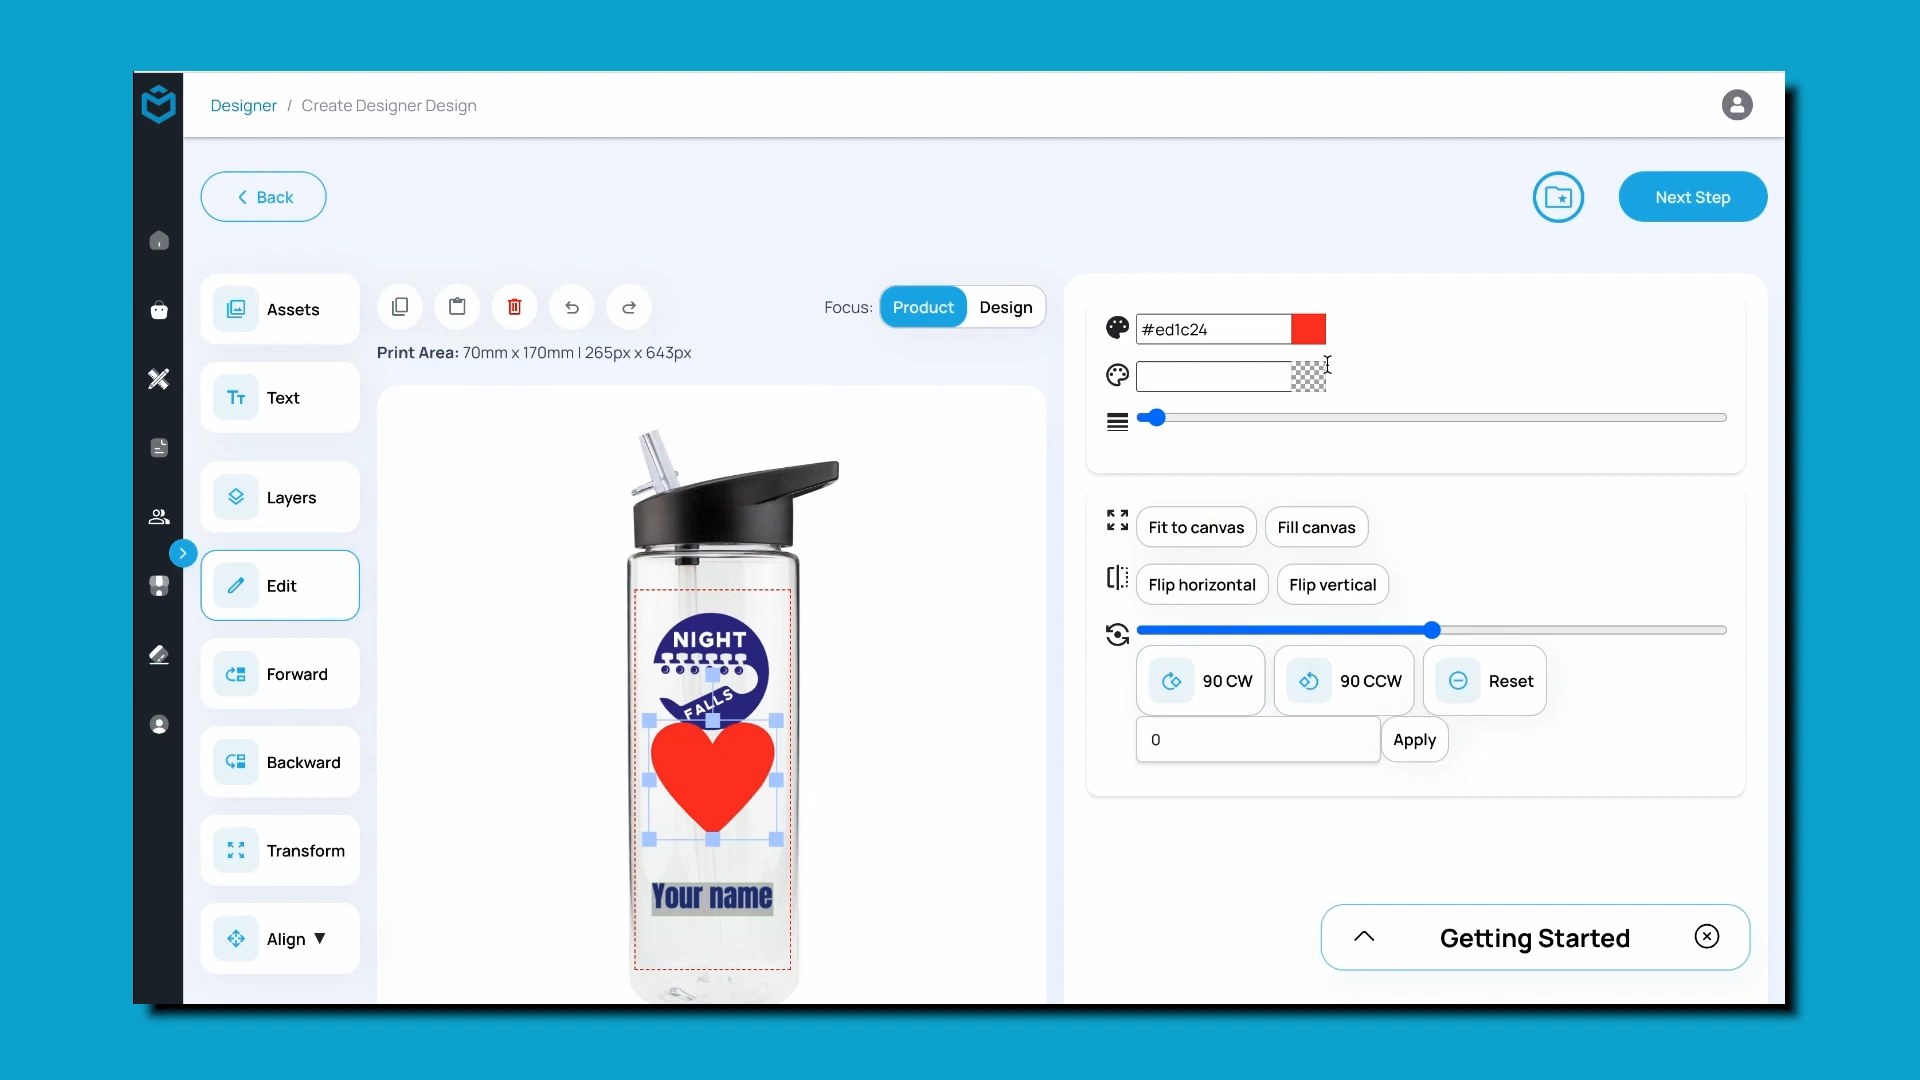 Designer / Create Designer Design
Back
Next Step
Assets
Text
Layers
Edit
Forward
Backward
Transform
Align ▼
Focus: Product Design
Print Area: 70mm x 170mm | 265px x 643px
NIGHT
FALLS
Your name
#ed1c24
Fit to canvas Fill canvas
Flip horizontal Flip vertical
90 CW 90 CCW Reset
0 Apply
Getting Started